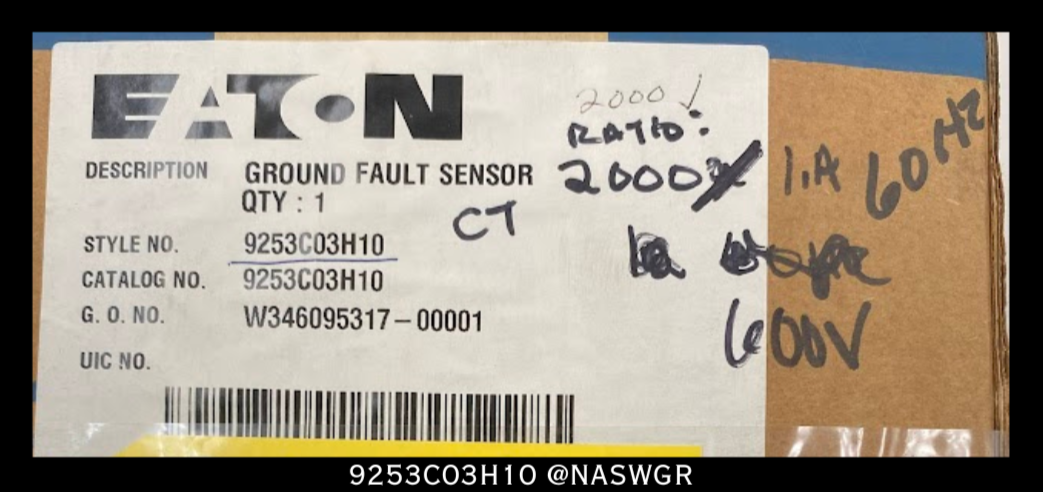 EATON
2000
RATIO:
2000/1.A 60HZ
DESCRIPTION GROUND FAULT SENSOR
QTY : 1
CT
STYLE NO. 9253C03H10
CATALOG NO. 9253C03H10
G. O. NO. W346095317-00001
600V
UIC NO.
9253C03H10 @NASWGR